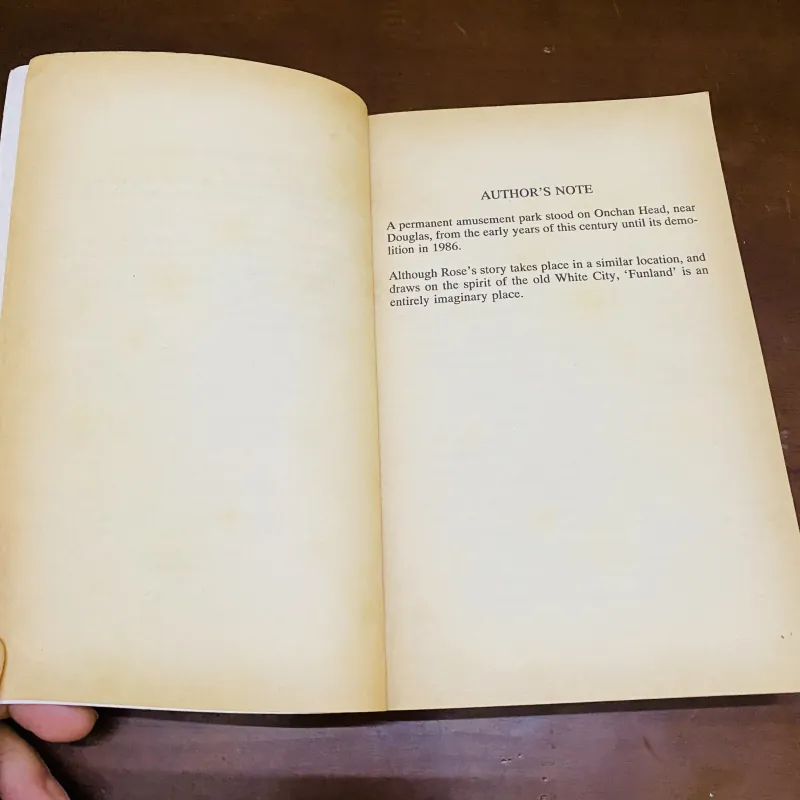 AUTHOR'S NOTE
A permanent amusement park stood on Onchan Head, near
Douglas, from the early years of this century until its demo-
lition in 1986.
Although Rose's story takes place in a similar location, and
draws on the spirit of the old White City, 'Funland' is an
entirely imaginary place.